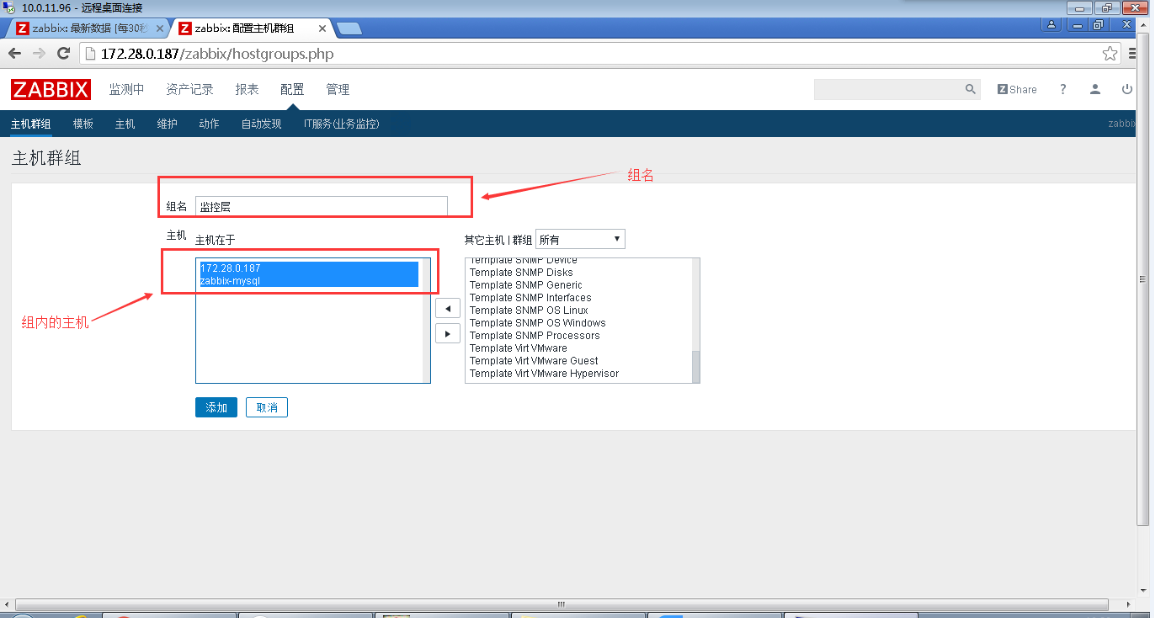 10.0.11.96 - 远程桌面连接
zabbix: 最新数据 [每30秒
zabbix: 配置主机群组
172.28.0.187/zabbix/hostgroups.php
ZABBIX 监测中 资产记录 报表 配置 管理 Z Share ?
主机群组 模板 主机 维护 动作 自动发现 IT服务(业务监控) zabbix
主机群组
组名
组名 监控层
主机 主机在于 其它主机 | 群组 所有
172.28.0.187
zabbix-mysql
组内的主机
Template SNMP Device
Template SNMP Disks
Template SNMP Generic
Template SNMP Interfaces
Template SNMP OS Linux
Template SNMP OS Windows
Template SNMP Processors
Template Virt VMware
Template Virt VMware Guest
Template Virt VMware Hypervisor
添加 取消